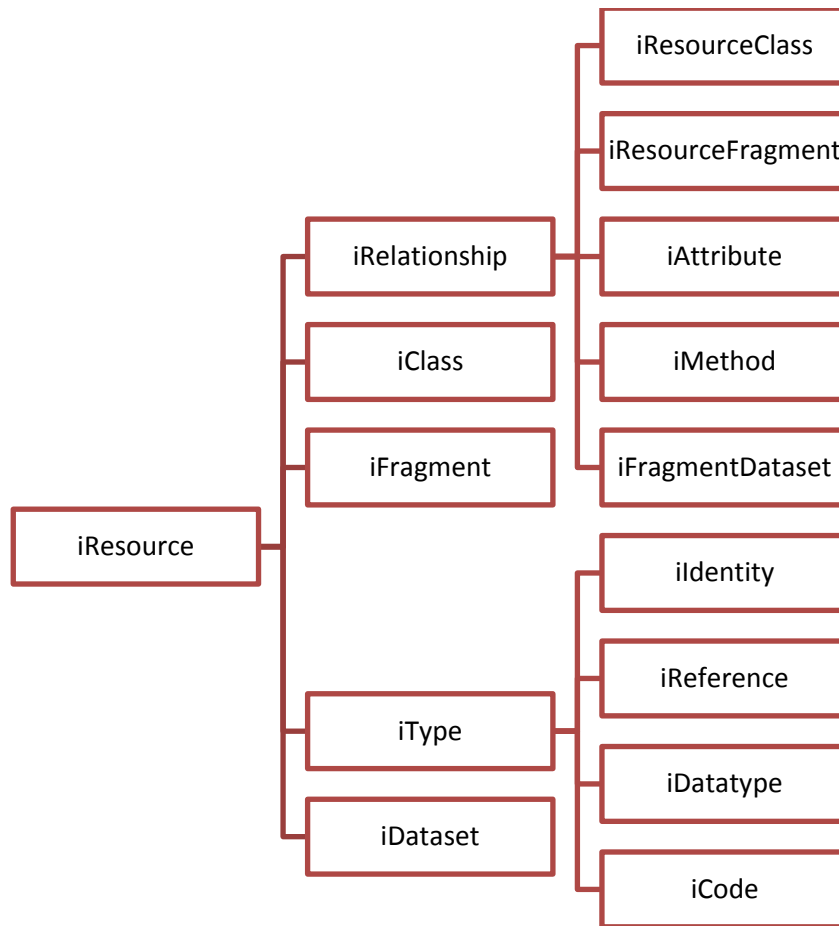 iResourceClass
iResourceFragment
iRelationship
iAttribute
iClass
iMethod
iFragment
iFragmentDataset
iResource
iIdentity
iReference
iType
iDatatype
iDataset
iCode